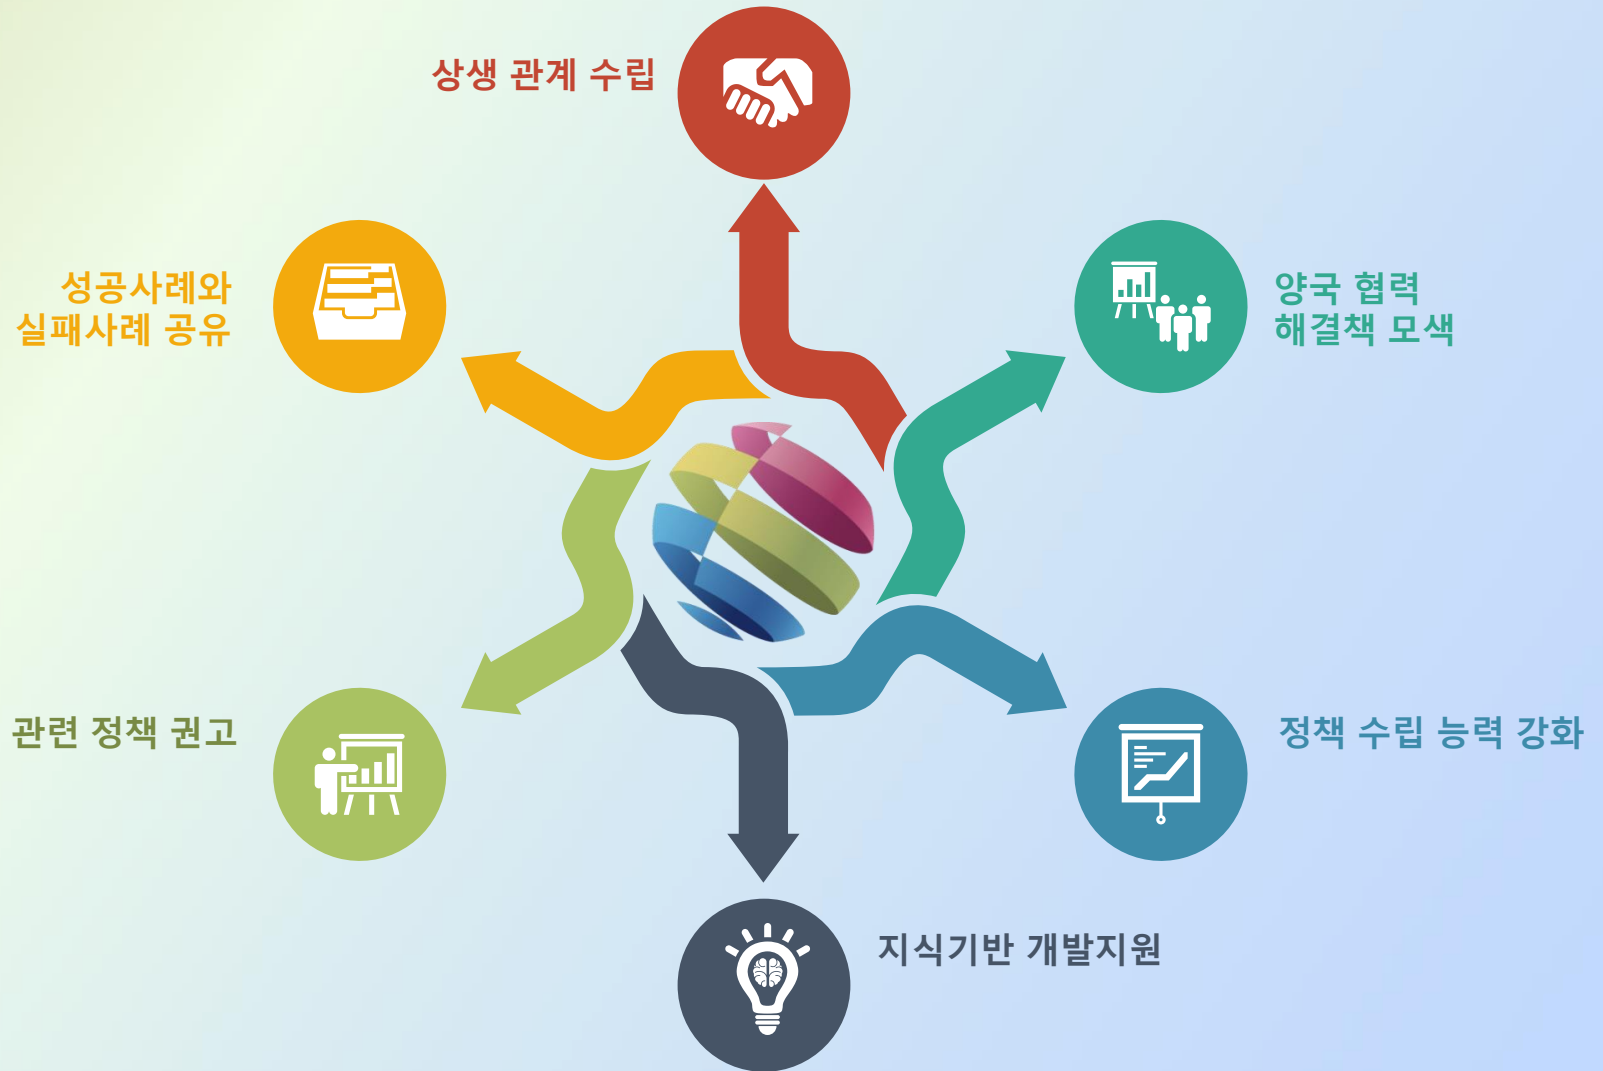 상생 관계 수립
성공사례와
실패사례 공유
양국 협력
해결책 모색
관련 정책 권고
정책 수립 능력 강화
지식기반 개발지원